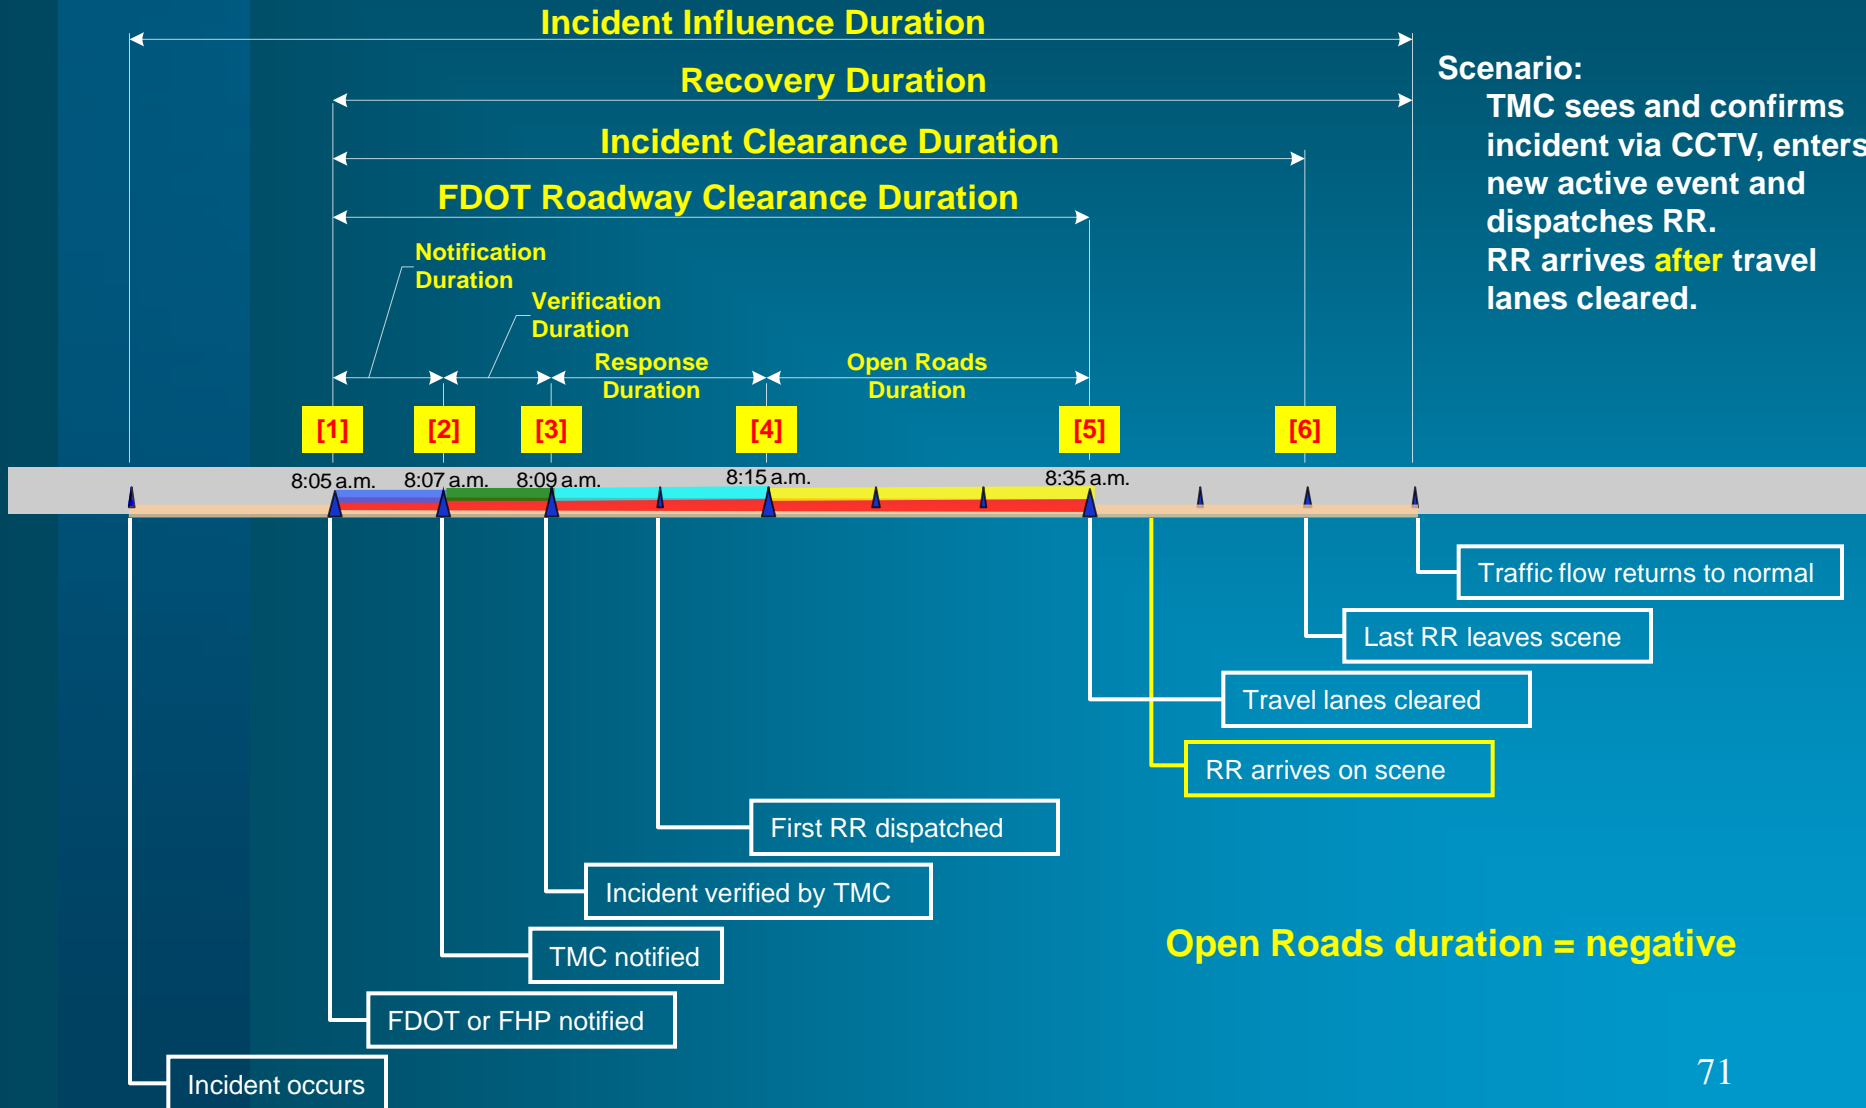 Incident Influence Duration
Recovery Duration
Incident Clearance Duration
FDOT Roadway Clearance Duration
Scenario:
TMC sees and confirms
incident via CCTV, enters
new active event and
dispatches RR.
RR arrives after travel
lanes cleared.
Notification
Duration
Verification
Duration
Response
Duration
Open Roads
Duration
[1]
[2]
[3]
[4]
[5]
[6]
8:05 a.m.
8:07 a.m.
8:09 a.m.
8:15 a.m.
8:35 a.m.
Traffic flow returns to normal
Last RR leaves scene
Travel lanes cleared
RR arrives on scene
First RR dispatched
Incident verified by TMC
TMC notified
FDOT or FHP notified
Incident occurs
Open Roads duration = negative
71